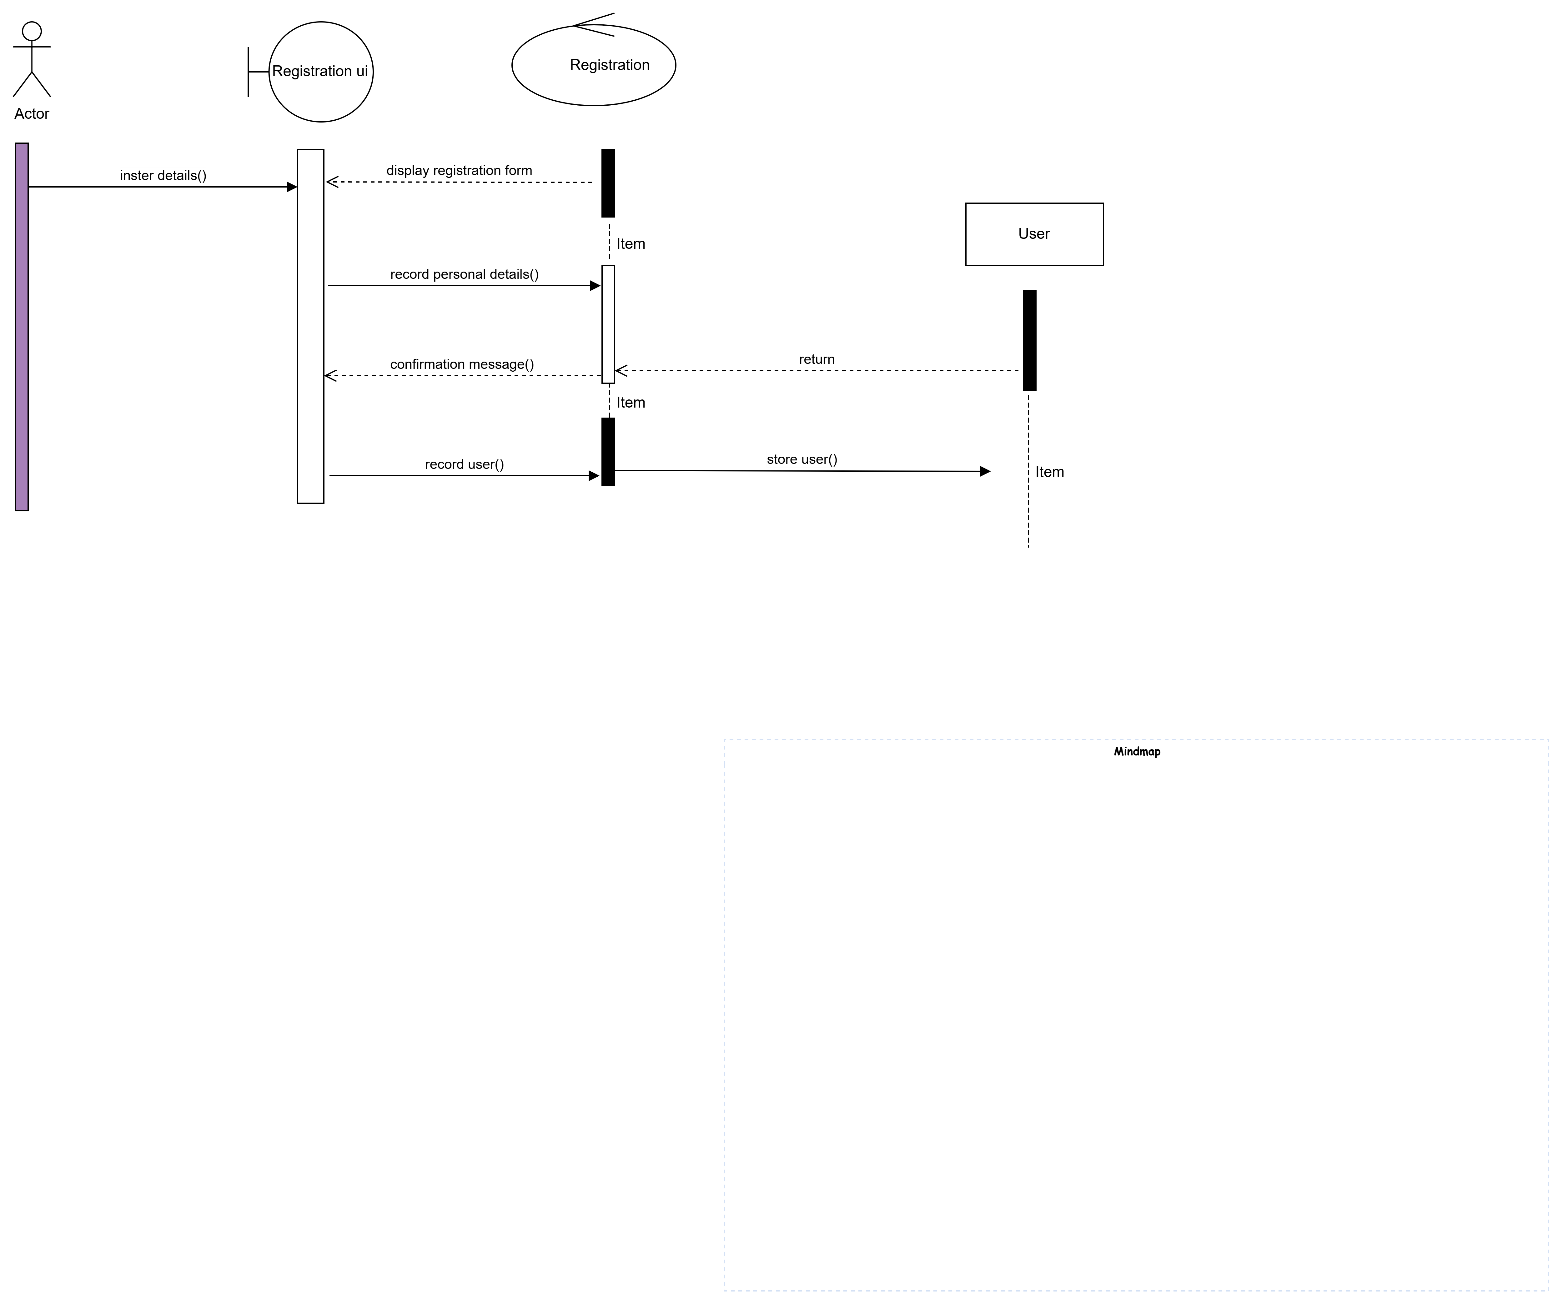 Registration ui
Registration
Actor
inster details()
display registration form
User
Item
record personal details()
return
confirmation message()
Item
record user()
store user()
Item
Mindmap